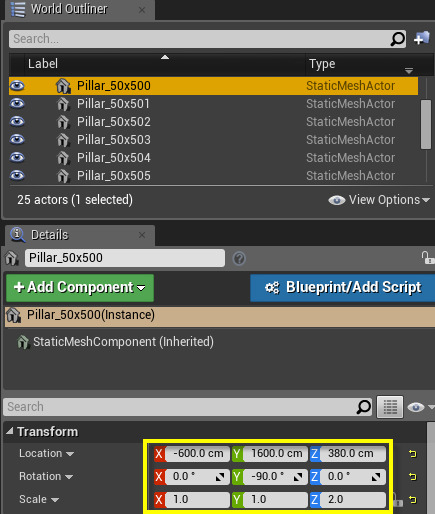 World Outliner
Search...
Label Type
Pillar_50x500 StaticMeshActor
Pillar_50x501 StaticMeshActor
Pillar_50x502 StaticMeshActor
Pillar_50x503 StaticMeshActor
Pillar_50x504 StaticMeshActor
Pillar_50x505 StaticMeshActor
25 actors (1 selected) View Options
Details
Pillar_50x500
+ Add Component Blueprint/Add Script
Pillar_50x500(Instance)
StaticMeshComponent (Inherited)
Search
Transform
Location X -600.0 cm Y 1600.0 cm Z 380.0 cm
Rotation X 0.0 ° Y -90.0 ° Z 0.0 °
Scale X 1.0 Y 1.0 Z 2.0